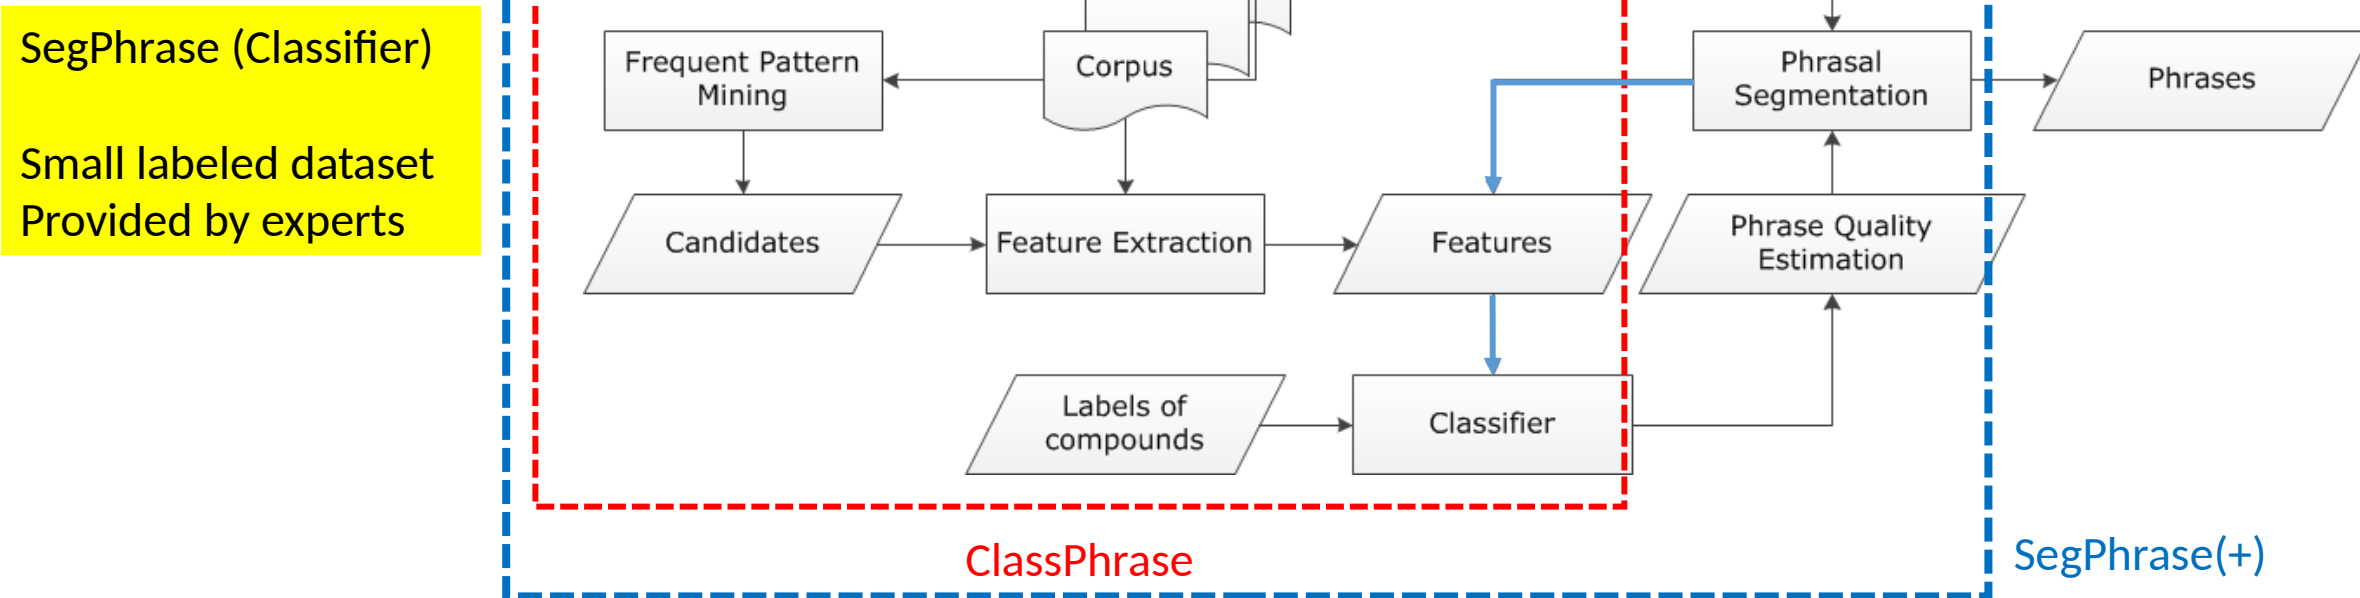 SegPhrase (Classifier)
Small labeled dataset
Provided by experts
Frequent Pattern
Mining
Corpus
Phrasal
Segmentation
Phrases
Candidates
Feature Extraction
Features
Phrase Quality
Estimation
Labels of
compounds
Classifier
ClassPhrase
SegPhrase(+)